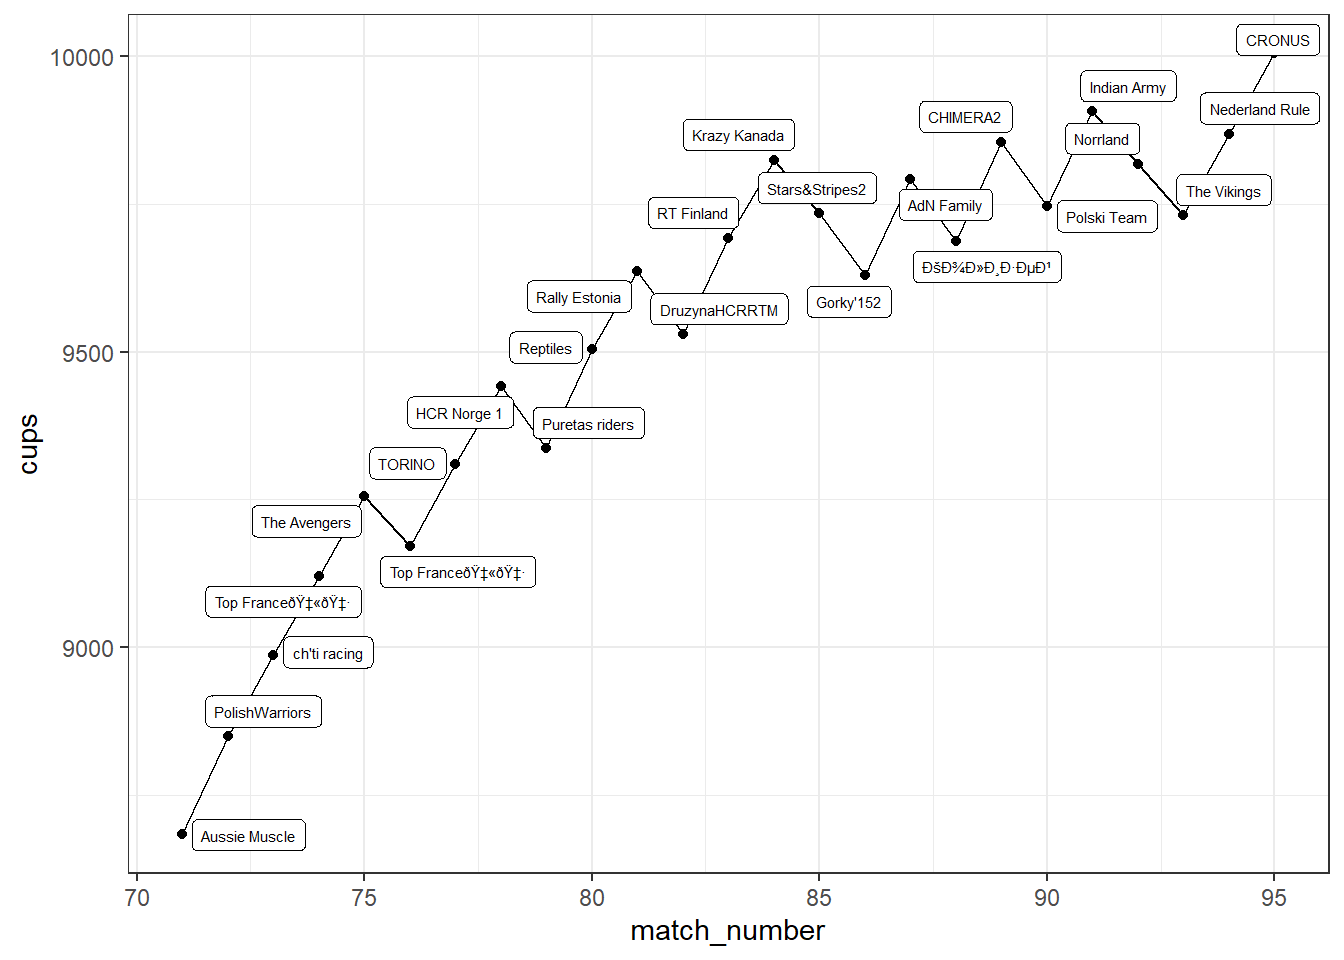 CRONUS
10000
Indian Army
Nederland Rule
CHIMERA2
Krazy Kanada
Norrland
Stars&Stripes2
The Vikings
AdN Family
RT Finland
Polski Team
ÐšÐ¾Ð»Ð¸Ð·ÐµÐ¹
Rally Estonia
Gorky'152
DruzynaHCRRTM
Reptiles
9500
HCR Norge 1
Puretas riders
cups
TORINO
The Avengers
Top FranceðŸ‡«ðŸ‡·
Top FranceðŸ‡«ðŸ‡·
9000
ch'ti racing
PolishWarriors
Aussie Muscle
70 75 80 85 90 95
match_number